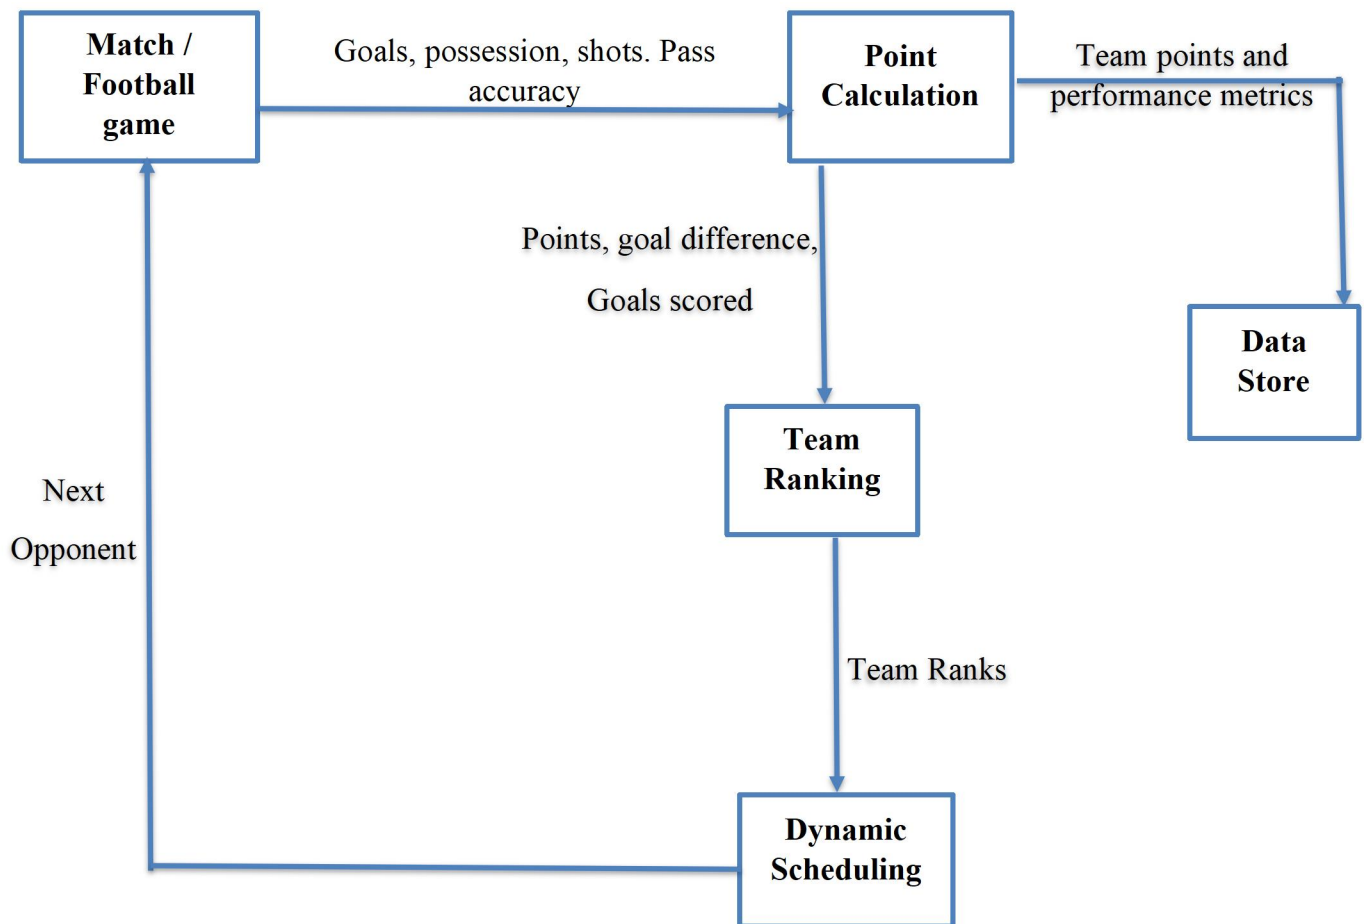 Match /
Football
game
Goals, possession, shots. Pass
accuracy
Point
Calculation
Team points and
performance metrics
Points, goal difference,
Goals scored
Data
Store
Team
Ranking
Next
Opponent
Team Ranks
Dynamic
Scheduling